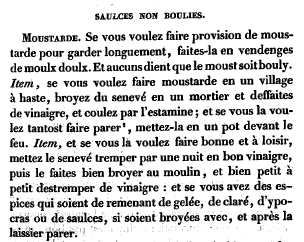 SAULCES NON BOULIES.
MOUSTARDE. Se vous voulez faire provision de mous-
tarde pour garder longuement, faites-la en vendenges
de moulx doulx. Et aucuns dient que le moust soit bouly.
Item, se vous voulez faire moustarde en un village
à haste, broyez du senevé en un mortier et deffaites
de vinaigre, et coulez par l'estamine; et se vous la vou-
lez tantost faire parer¹, mettez-la en un pot devant le
feu. Item, et se vous la voulez faire bonne et à loisir,
mettez le senevé tremper par une nuit en bon vinaigre,
puis le faites bien broyer au moulin, et bien petit à
petit destremper de vinaigre : et se vous avez des es-
pices qui soient de remenant de gelée, de claré, d'ypo-
cras ou de saulces, si soient broyées avec, et après la
laissier parer.